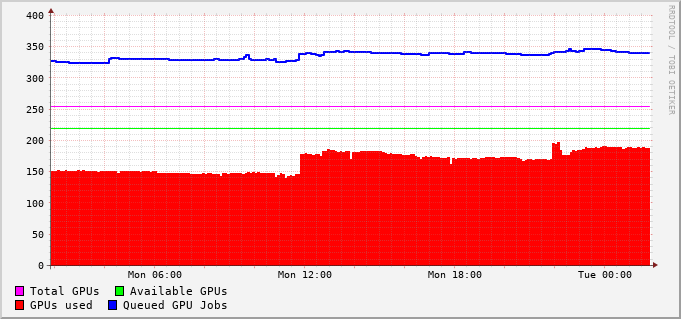 400
350
300
250
200
150
100
50
0
Mon 06:00 Mon 12:00 Mon 18:00 Tue 00:00
Total GPUs Available GPUs
GPUs used Queued GPU Jobs
RRDTOOL / TOBI OETIKER